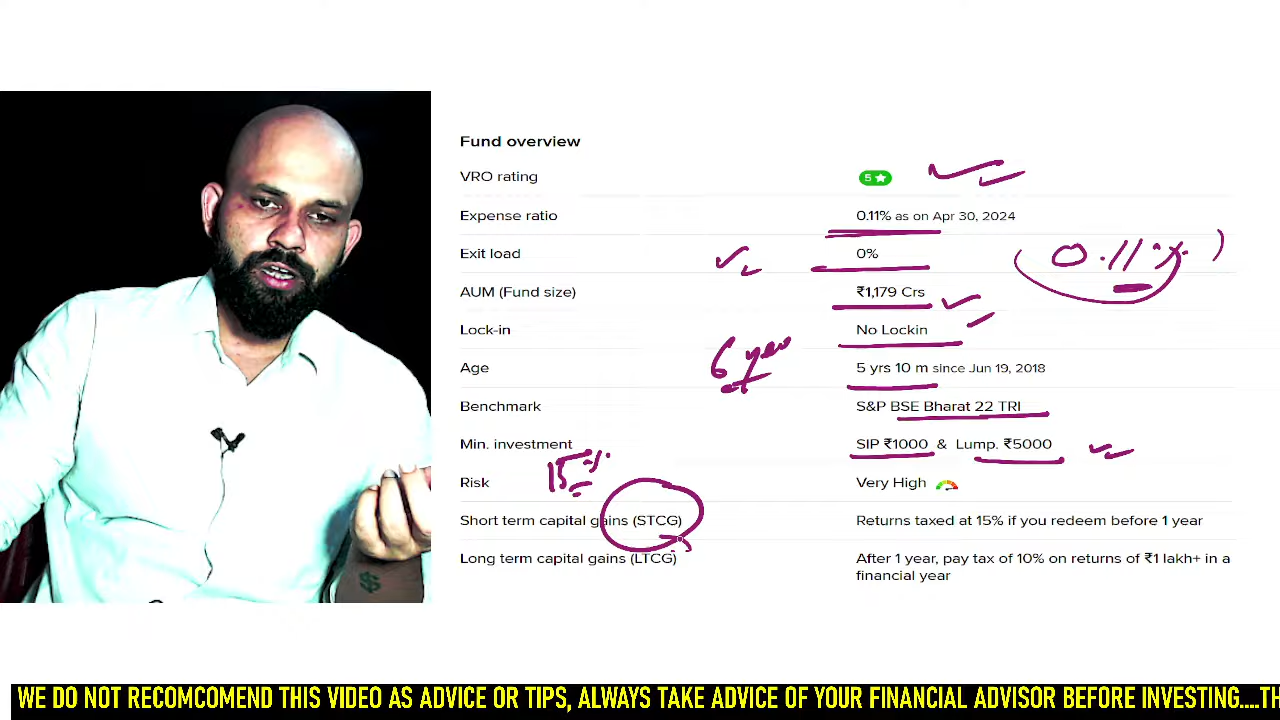 Fund overview
VRO rating 5 ★
Expense ratio 0.11% as on Apr 30, 2024
Exit load 0% (0.11%)
AUM (Fund size) ₹1,179 Crs
Lock-in No Lockin
6 year
Age 5 yrs 10 m since Jun 19, 2018
Benchmark S&P BSE Bharat 22 TRI
Min. investment SIP ₹1000 & Lump. ₹5000
15%
Risk Very High
Short term capital gains (STCG) Returns taxed at 15% if you redeem before 1 year
Long term capital gains (LTCG) After 1 year, pay tax of 10% on returns of ₹1 lakh+ in a
financial year
$
WE DO NOT RECOMCOMEND THIS VIDEO AS ADVICE OR TIPS, ALWAYS TAKE ADVICE OF YOUR FINANCIAL ADVISOR BEFORE INVESTING....TH